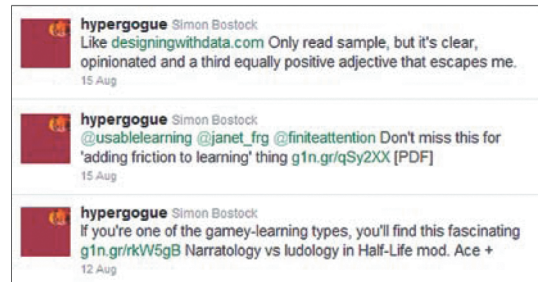 hypergogue Simon Bostock
Like designingwithdata.com Only read sample, but it's clear,
opinionated and a third equally positive adjective that escapes me.
15 Aug
hypergogue Simon Bostock
@usablelearning @janet_frg @finiteattention Don't miss this for
'adding friction to learning' thing g1n.gr/qSy2XX [PDF]
15 Aug
hypergogue Simon Bostock
If you're one of the gamey-learning types, you'll find this fascinating
g1n.gr/rkW5gB Narratology vs ludology in Half-Life mod. Ace +
12 Aug